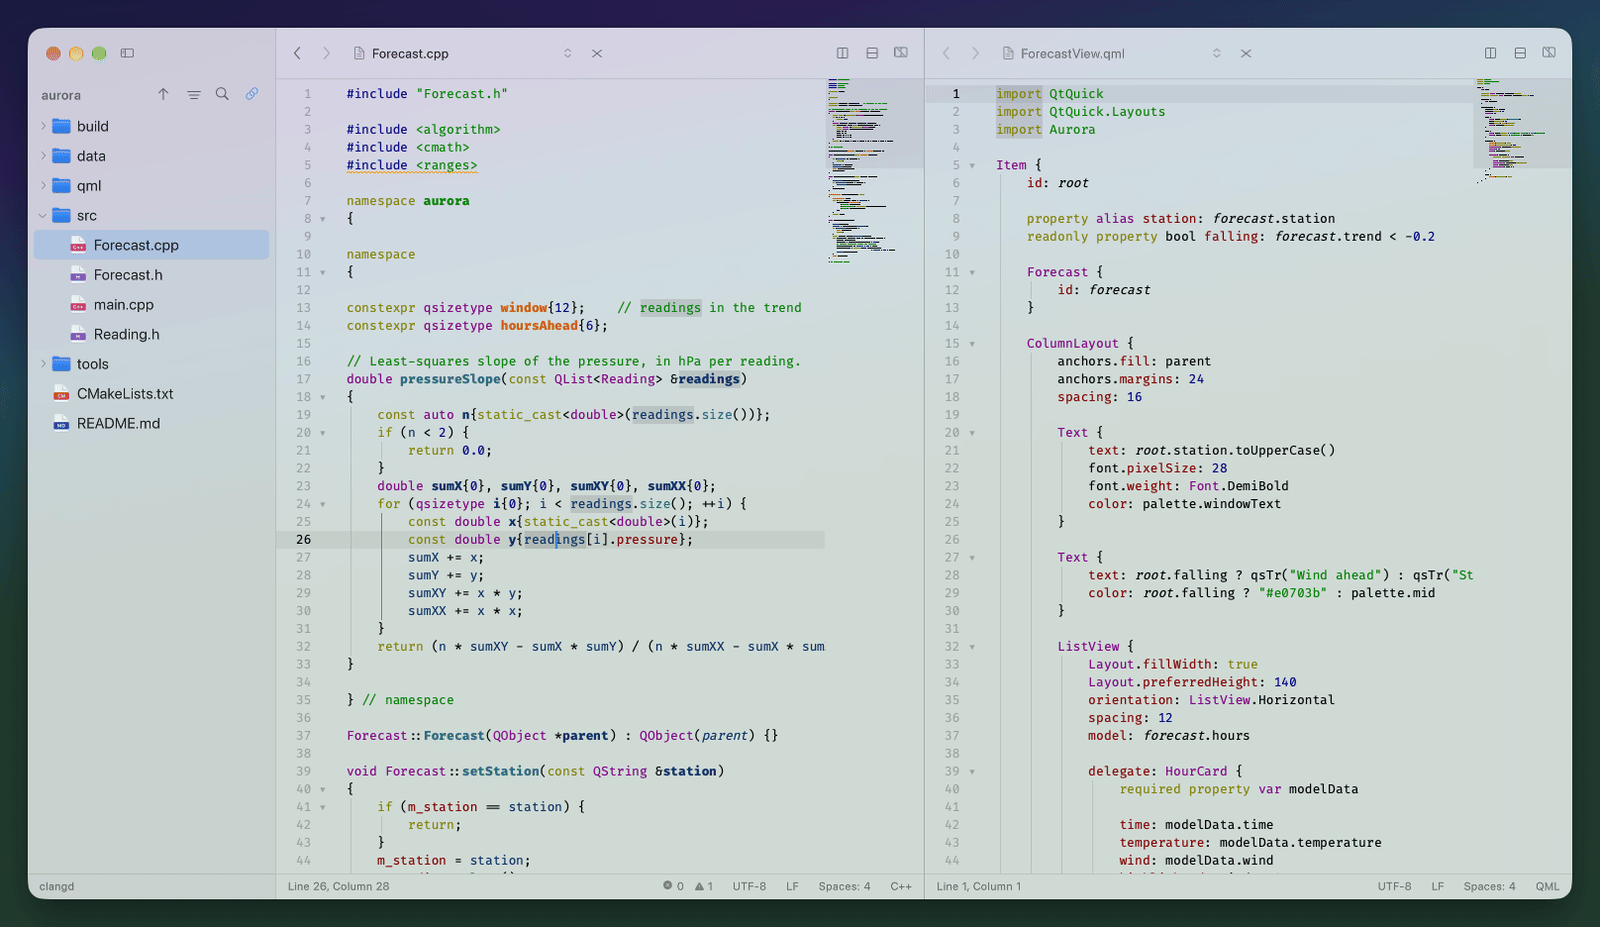 aurora
build
data
qml
src
Forecast.cpp
Forecast.h
main.cpp
Reading.h
tools
CMakeLists.txt
README.md
clangd
Forecast.cpp
1 #include "Forecast.h"
2
3 #include <algorithm>
4 #include <cmath>
5 #include <ranges>
6
7 namespace aurora
8 {
9
10 namespace
11 {
12
13 constexpr qsizetype window{12};    // readings in the trend
14 constexpr qsizetype hoursAhead{6};
15
16 // Least-squares slope of the pressure, in hPa per reading.
17 double pressureSlope(const QList<Reading> &readings)
18 {
19     const auto n{static_cast<double>(readings.size())};
20     if (n < 2) {
21         return 0.0;
22     }
23     double sumX{0}, sumY{0}, sumXY{0}, sumXX{0};
24     for (qsizetype i{0}; i < readings.size(); ++i) {
25         const double x{static_cast<double>(i)};
26         const double y{readings[i].pressure};
27         sumX += x;
28         sumY += y;
29         sumXY += x * y;
30         sumXX += x * x;
31     }
32     return (n * sumXY - sumX * sumY) / (n * sumXX - sumX * sum
33 }
34
35 } // namespace
36
37 Forecast::Forecast(QObject *parent) : QObject(parent) {}
38
39 void Forecast::setStation(const QString &station)
40 {
41     if (m_station == station) {
42         return;
43     }
44     m_station = station;
Line 26, Column 28
0 1 UTF-8 LF Spaces: 4 C++
ForecastView.qml
1 import QtQuick
2 import QtQuick.Layouts
3 import Aurora
4
5 Item {
6     id: root
7
8     property alias station: forecast.station
9     readonly property bool falling: forecast.trend < -0.2
10
11     Forecast {
12         id: forecast
13     }
14
15     ColumnLayout {
16         anchors.fill: parent
17         anchors.margins: 24
18         spacing: 16
19
20         Text {
21             text: root.station.toUpperCase()
22             font.pixelSize: 28
23             font.weight: Font.DemiBold
24             color: palette.windowText
25         }
26
27         Text {
28             text: root.falling ? qsTr("Wind ahead") : qsTr("St
29             color: root.falling ? "#e0703b" : palette.mid
30         }
31
32         ListView {
33             Layout.fillWidth: true
34             Layout.preferredHeight: 140
35             orientation: ListView.Horizontal
36             spacing: 12
37             model: forecast.hours
38
39             delegate: HourCard {
40                 required property var modelData
41
42                 time: modelData.time
43                 temperature: modelData.temperature
44                 wind: modelData.wind
Line 1, Column 1
UTF-8 LF Spaces: 4 QML